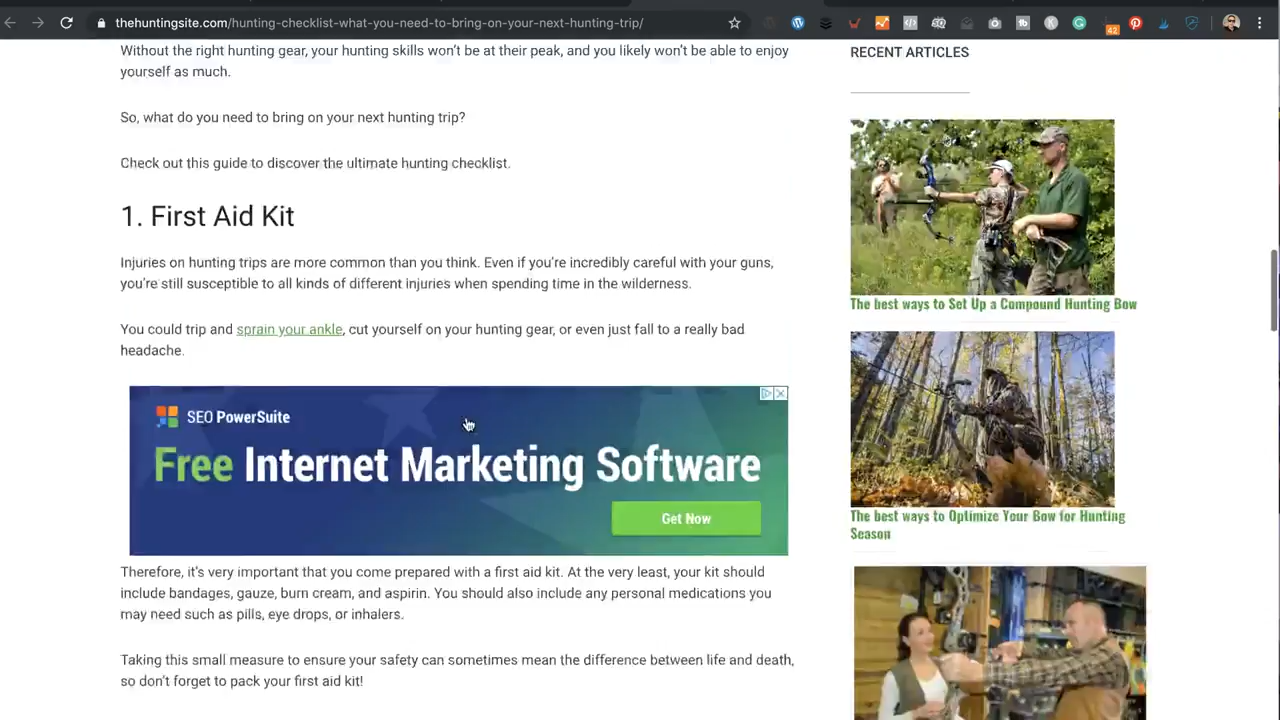 thehuntingsite.com/hunting-checklist-what-you-need-to-bring-on-your-next-hunting-trip/
42
Without the right hunting gear, your hunting skills won't be at their peak, and you likely won't be able to enjoy
yourself as much.
So, what do you need to bring on your next hunting trip?
Check out this guide to discover the ultimate hunting checklist.
1. First Aid Kit
Injuries on hunting trips are more common than you think. Even if you're incredibly careful with your guns,
you're still susceptible to all kinds of different injuries when spending time in the wilderness.
You could trip and sprain your ankle, cut yourself on your hunting gear, or even just fall to a really bad
headache.
SEO PowerSuite
Free Internet Marketing Software
Get Now
Therefore, it's very important that you come prepared with a first aid kit. At the very least, your kit should
include bandages, gauze, burn cream, and aspirin. You should also include any personal medications you
may need such as pills, eye drops, or inhalers.
Taking this small measure to ensure your safety can sometimes mean the difference between life and death,
so don't forget to pack your first aid kit!
RECENT ARTICLES
The best ways to Set Up a Compound Hunting Bow
The best ways to Optimize Your Bow for Hunting
Season